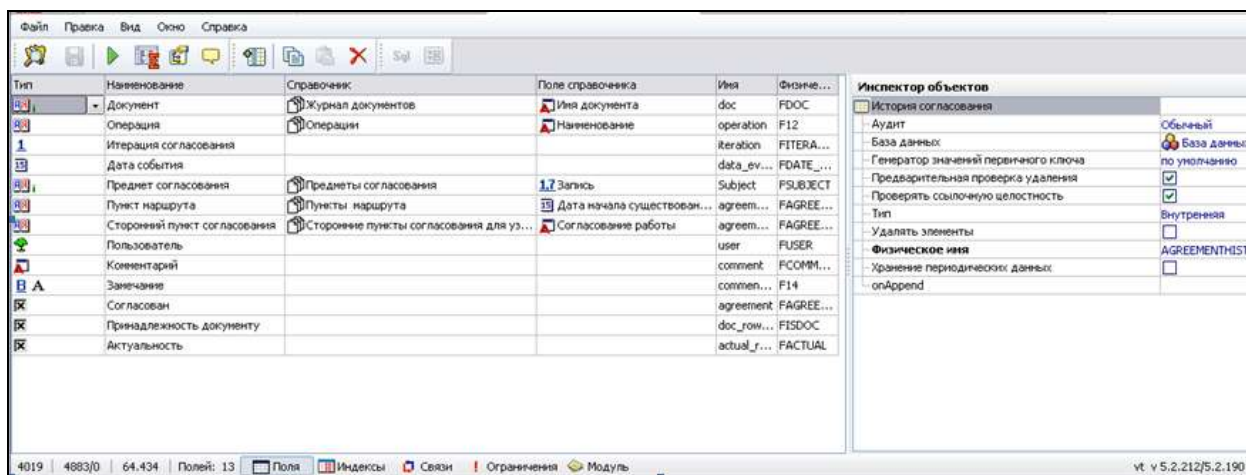 Файл Правка Вид Окно Справка
Sql
Тип Наименование Справочник Поле справочника Имя Физиче...
Документ Журнал документов Имя документа doc FDOC
Операция Операции Наименование operation F12
1 Итерация согласования iteration FITERA...
15 Дата события data_ev... FDATE_...
Предмет согласования Предметы согласования 1,7 Запись Subject FSUBJECT
Пункт маршрута Пункты маршрута 15 Дата начала существован... agreem... FAGREE...
Сторонний пункт согласования Сторонние пункты согласования для уз... Согласование работы agreem... FAGREE...
Пользователь user FUSER
Комментарий comment FCOMM...
B A Замечание commen... F14
Согласован agreement FAGREE...
Принадлежность документу doc_row... FISDOC
Актуальность actual_r... FACTUAL
Инспектор объектов
История согласования
Аудит Обычный
База данных База данных
Генератор значений первичного ключа по умолчанию
Предварительная проверка удаления
Проверять ссылочную целостность
Тип Внутренняя
Удалять элементы
Физическое имя AGREEMENTHIST
Хранение периодических данных
onAppend
4019 4883/0 64.434 Полей: 13 Поля Индексы Связи Ограничения Модуль vt v 5.2.212/5.2.190